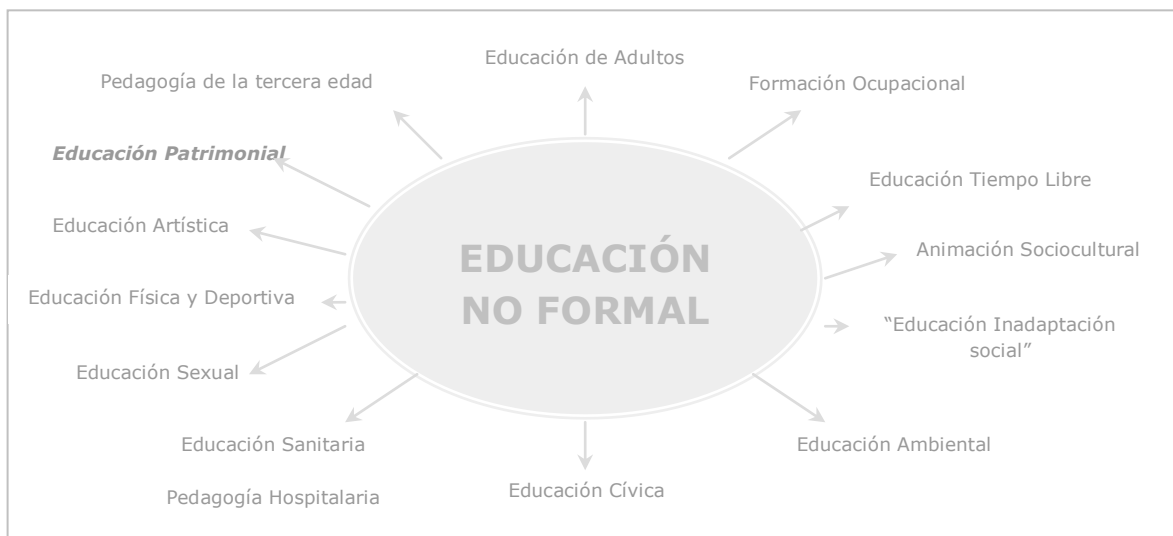 Educación de Adultos
Pedagogía de la tercera edad
Formación Ocupacional
Educación Patrimonial
Educación Tiempo Libre
Educación Artística
Animación Sociocultural
EDUCACIÓN
NO FORMAL
Educación Física y Deportiva
“Educación Inadaptación
social”
Educación Sexual
Educación Sanitaria
Educación Ambiental
Pedagogía Hospitalaria
Educación Cívica